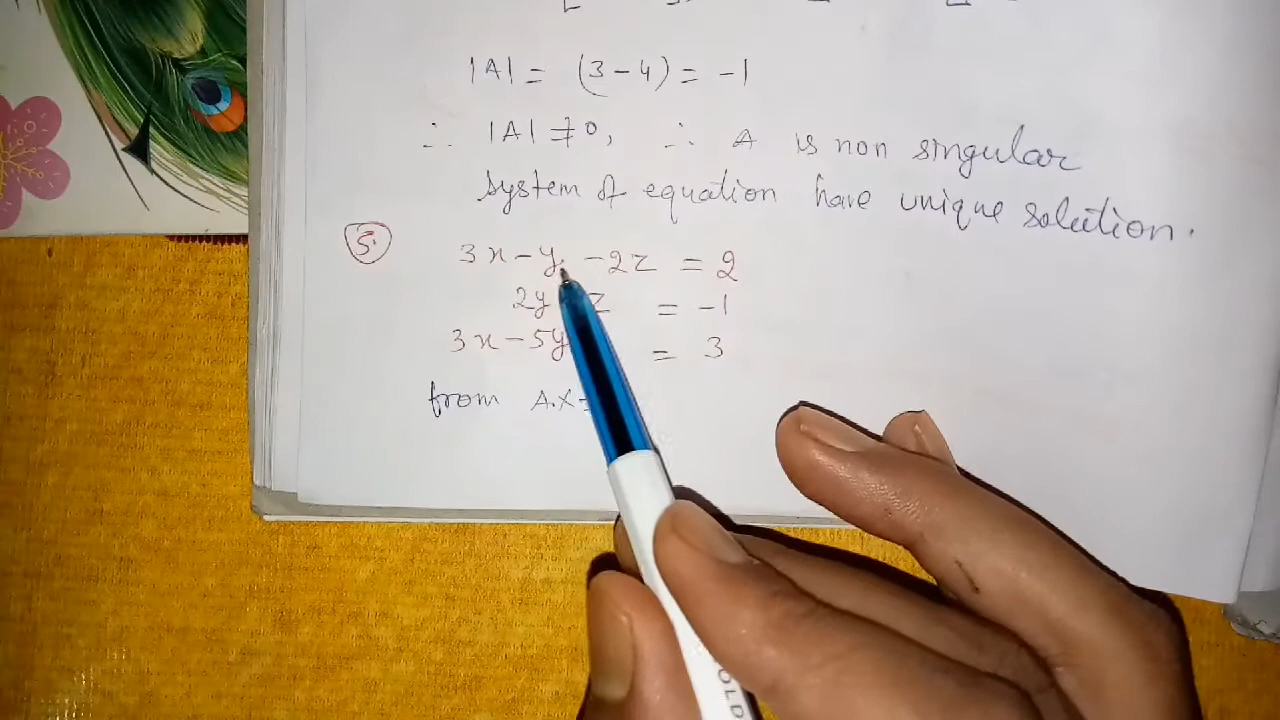 |A| = (3 - 4) = -1
∴ |A| ≠ 0, ∴ A is non singular
System of equation have unique solution.
5. 3x - y - 2z = 2
2y z = -1
3x - 5y = 3
from A.X =
OLD